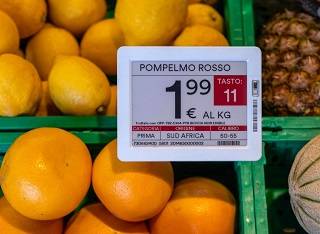 POMPELMO ROSSO
1 99 TASTO: 11
€ AL KG
CATEGORIA ORIGINE CALIBRO
PRIMA SUD AFRICA 50-55